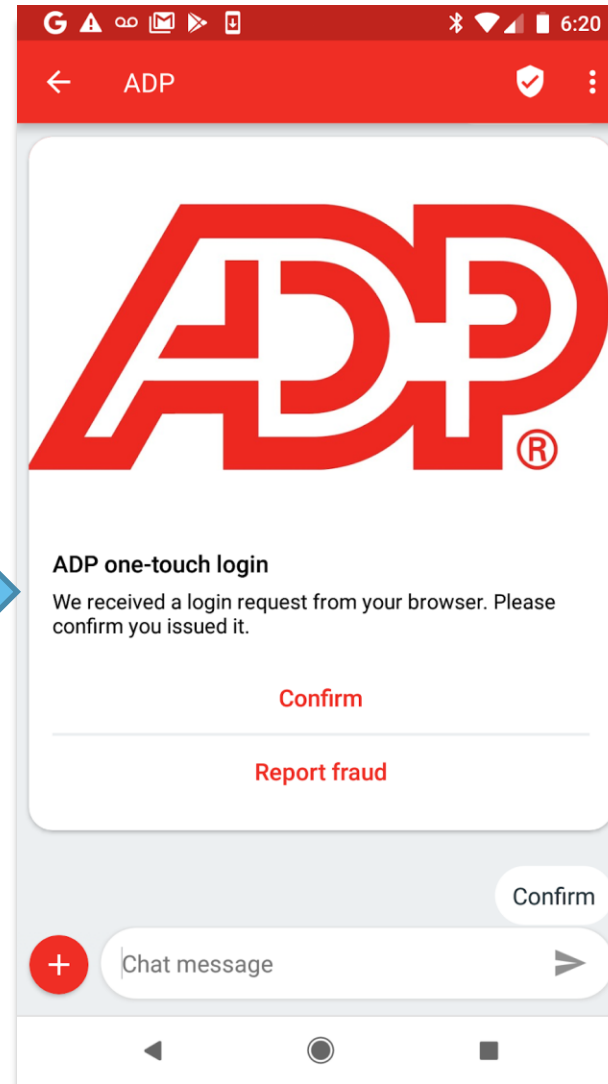 G 6:20
ADP
ADP®
ADP one-touch login
We received a login request from your browser. Please
confirm you issued it.
Confirm
Report fraud
Confirm
+ Chat message